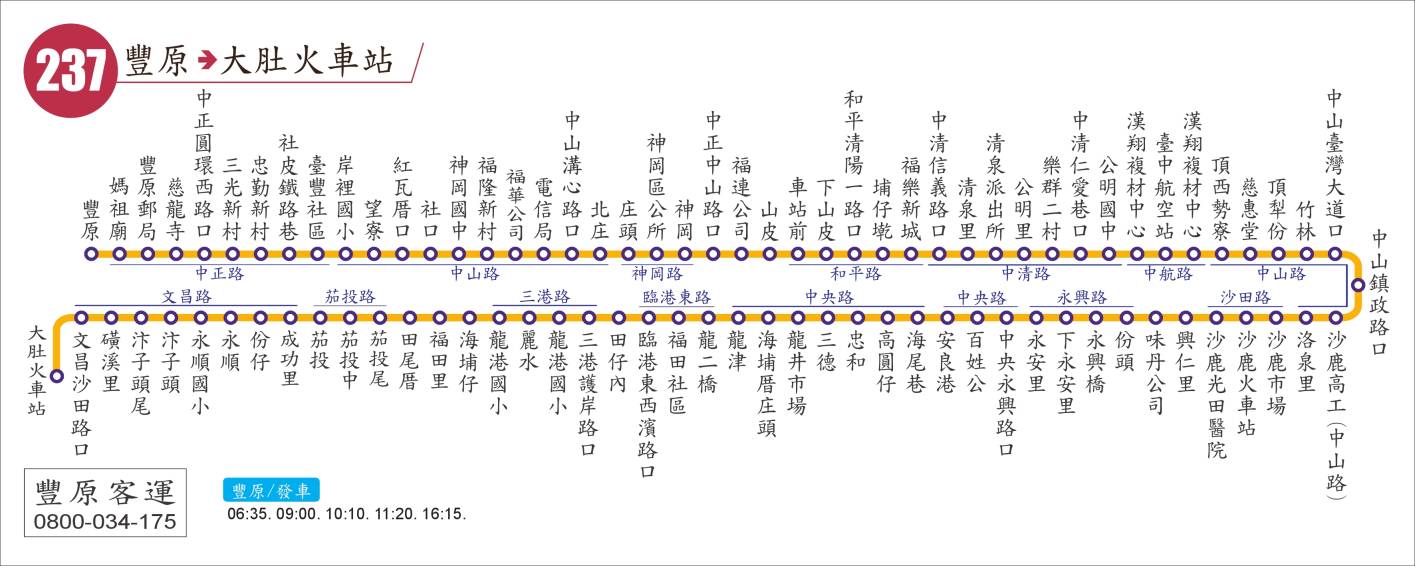 237
豐原→大肚火車站
豐原
媽祖廟
豐原郵局
慈龍寺
中正圓環西路口
三光新村
忠勤新村
社皮鐵路巷
臺豐社區
岸裡國小
望寮
紅瓦厝口
社口
神岡國中
福隆新村
福華公司
電信局
中山溝心路口
北庄
庄頭
神岡區公所
神岡
中正中山路口
福連公司
山皮
車站前
下山皮
和平清陽一路口
埔仔墘
福樂新城
中清信義路口
清泉里
清泉派出所
公明里
樂群二村
中清仁愛巷口
公明國中
漢翔複材中心
臺中航空站
漢翔複材中心
頂西勢寮
慈惠堂
頂犁份
竹林
中山臺灣大道口
中正路
中山路
神岡路
和平路
中清路
中航路
中山路
中山鎮政路口
文昌路
茄投路
三港路
臨港東路
中央路
中央路
永興路
沙田路
大肚火車站
文昌沙田路口
磺溪里
汴子頭尾
汴子頭
永順國小
永順
份仔
成功里
茄投
茄投中
茄投尾
田尾厝
福田里
海埔仔
龍港國小
麗水
龍港國小
三港護岸路口
田仔內
臨港東西濱路口
福田社區
龍二橋
龍津
海埔厝庄頭
龍井市場
三德
忠和
高圓仔
海尾巷
安良港
百姓公
中央永興路口
永安里
下永安里
永興橋
份頭
味丹公司
興仁里
沙鹿光田醫院
沙鹿火車站
沙鹿市場
洛泉里
沙鹿高工(中山路)
豐原客運
0800-034-175
豐原/發車
06:35. 09:00. 10:10. 11:20. 16:15.